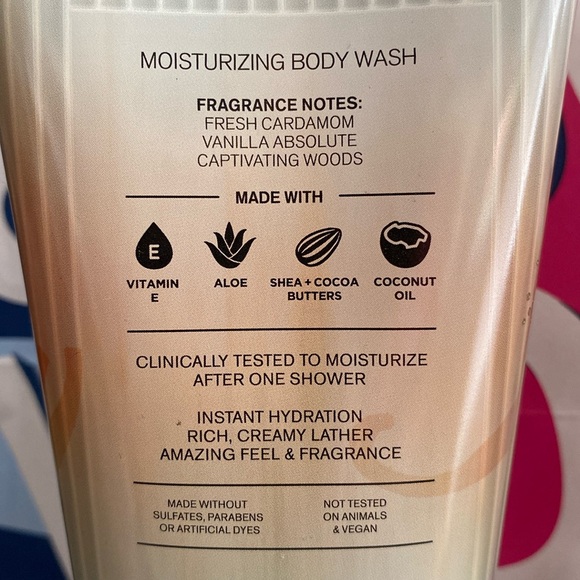 MOISTURIZING BODY WASH
FRAGRANCE NOTES:
FRESH CARDAMOM
VANILLA ABSOLUTE
CAPTIVATING WOODS
MADE WITH
E
VITAMIN
E
ALOE
SHEA + COCOA
BUTTERS
COCONUT
OIL
CLINICALLY TESTED TO MOISTURIZE
AFTER ONE SHOWER
INSTANT HYDRATION
RICH, CREAMY LATHER
AMAZING FEEL & FRAGRANCE
MADE WITHOUT
SULFATES, PARABENS
OR ARTIFICIAL DYES
NOT TESTED
ON ANIMALS
& VEGAN